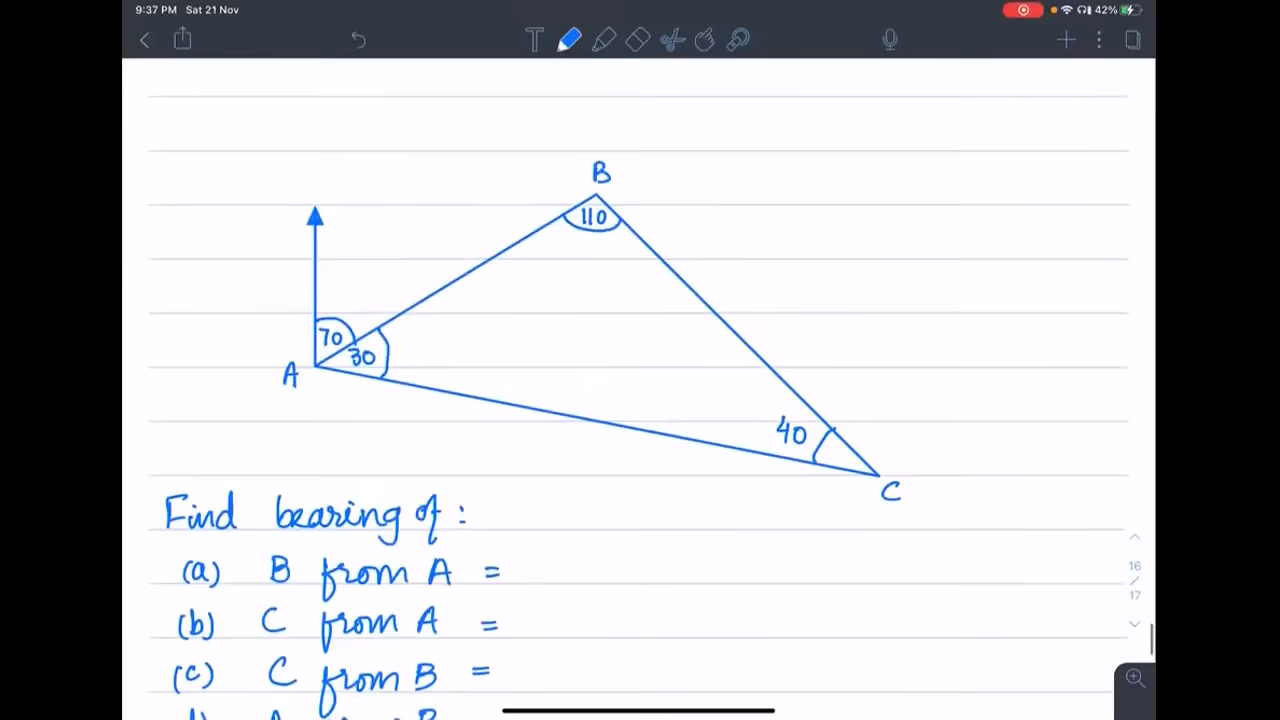 9:37 PM Sat 21 Nov
42%
T
B
110
70
30
A
40
C
Find bearing of :
(a) B from A =
(b) C from A =
(c) C from B =
16
/
17